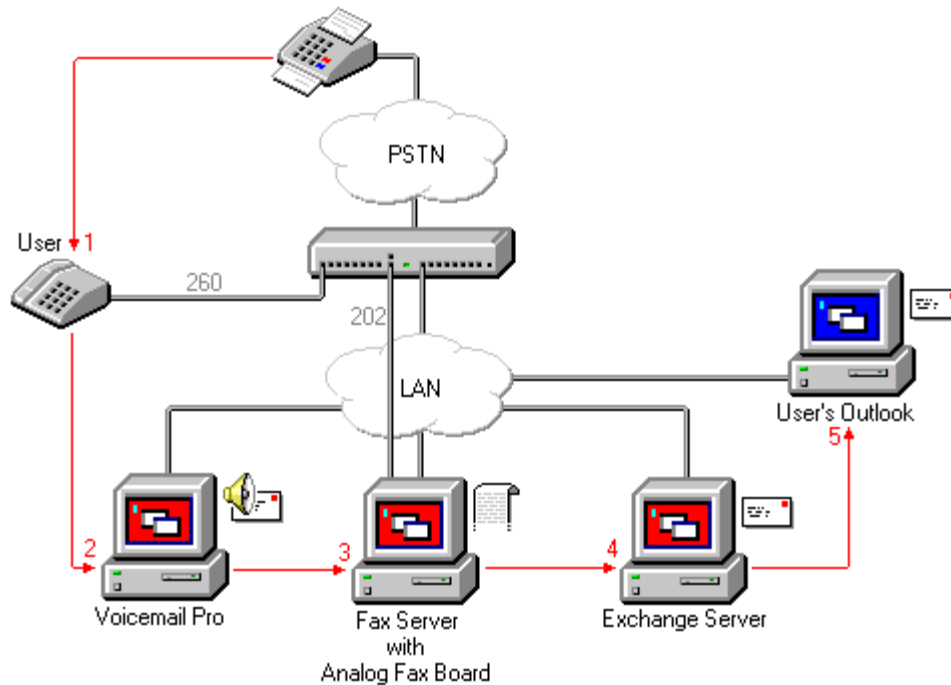 PSTN
User
1
260
202
LAN
User's Outlook
5
2
3
4
Voicemail Pro
Fax Server
with
Analog Fax Board
Exchange Server